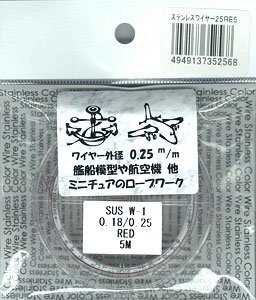 ステンレスワイヤー25RE5
4949137352568
ワイヤー外径 0.25 m/m
艦船模型や航空機 他
ミニチュアのロープワーク
SUS W-1
0.18/0.25
RED
5M
Stainless Color Wire Stainless Color Wire Stainless Color Wire